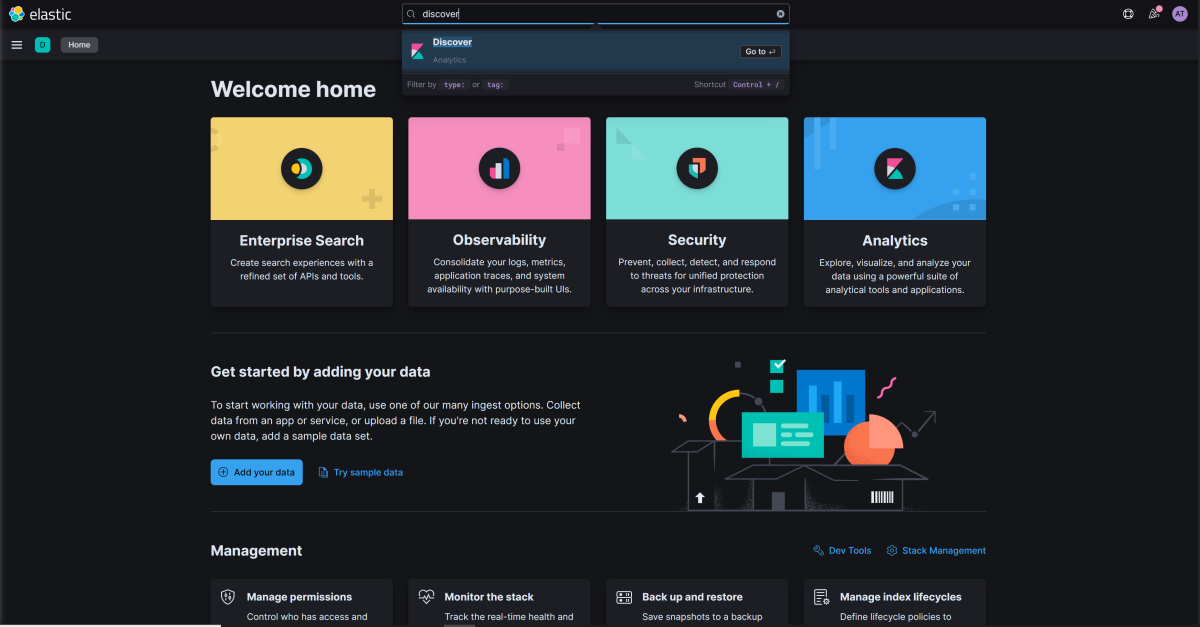 elastic
discover
AT
D
Home
Discover
Analytics
Go to
Filter by type: or tag:
Shortcut Control + /
Welcome home
Enterprise Search
Create search experiences with a
refined set of APIs and tools.
Observability
Consolidate your logs, metrics,
application traces, and system
availability with purpose-built UIs.
Security
Prevent, collect, detect, and respond
to threats for unified protection
across your infrastructure.
Analytics
Explore, visualize, and analyze your
data using a powerful suite of
analytical tools and applications.
Get started by adding your data
To start working with your data, use one of our many ingest options. Collect
data from an app or service, or upload a file. If you're not ready to use your
own data, add a sample data set.
Add your data
Try sample data
Management
Dev Tools
Stack Management
Manage permissions
Control who has access and
Monitor the stack
Track the real-time health and
Back up and restore
Save snapshots to a backup
Manage index lifecycles
Define lifecycle policies to